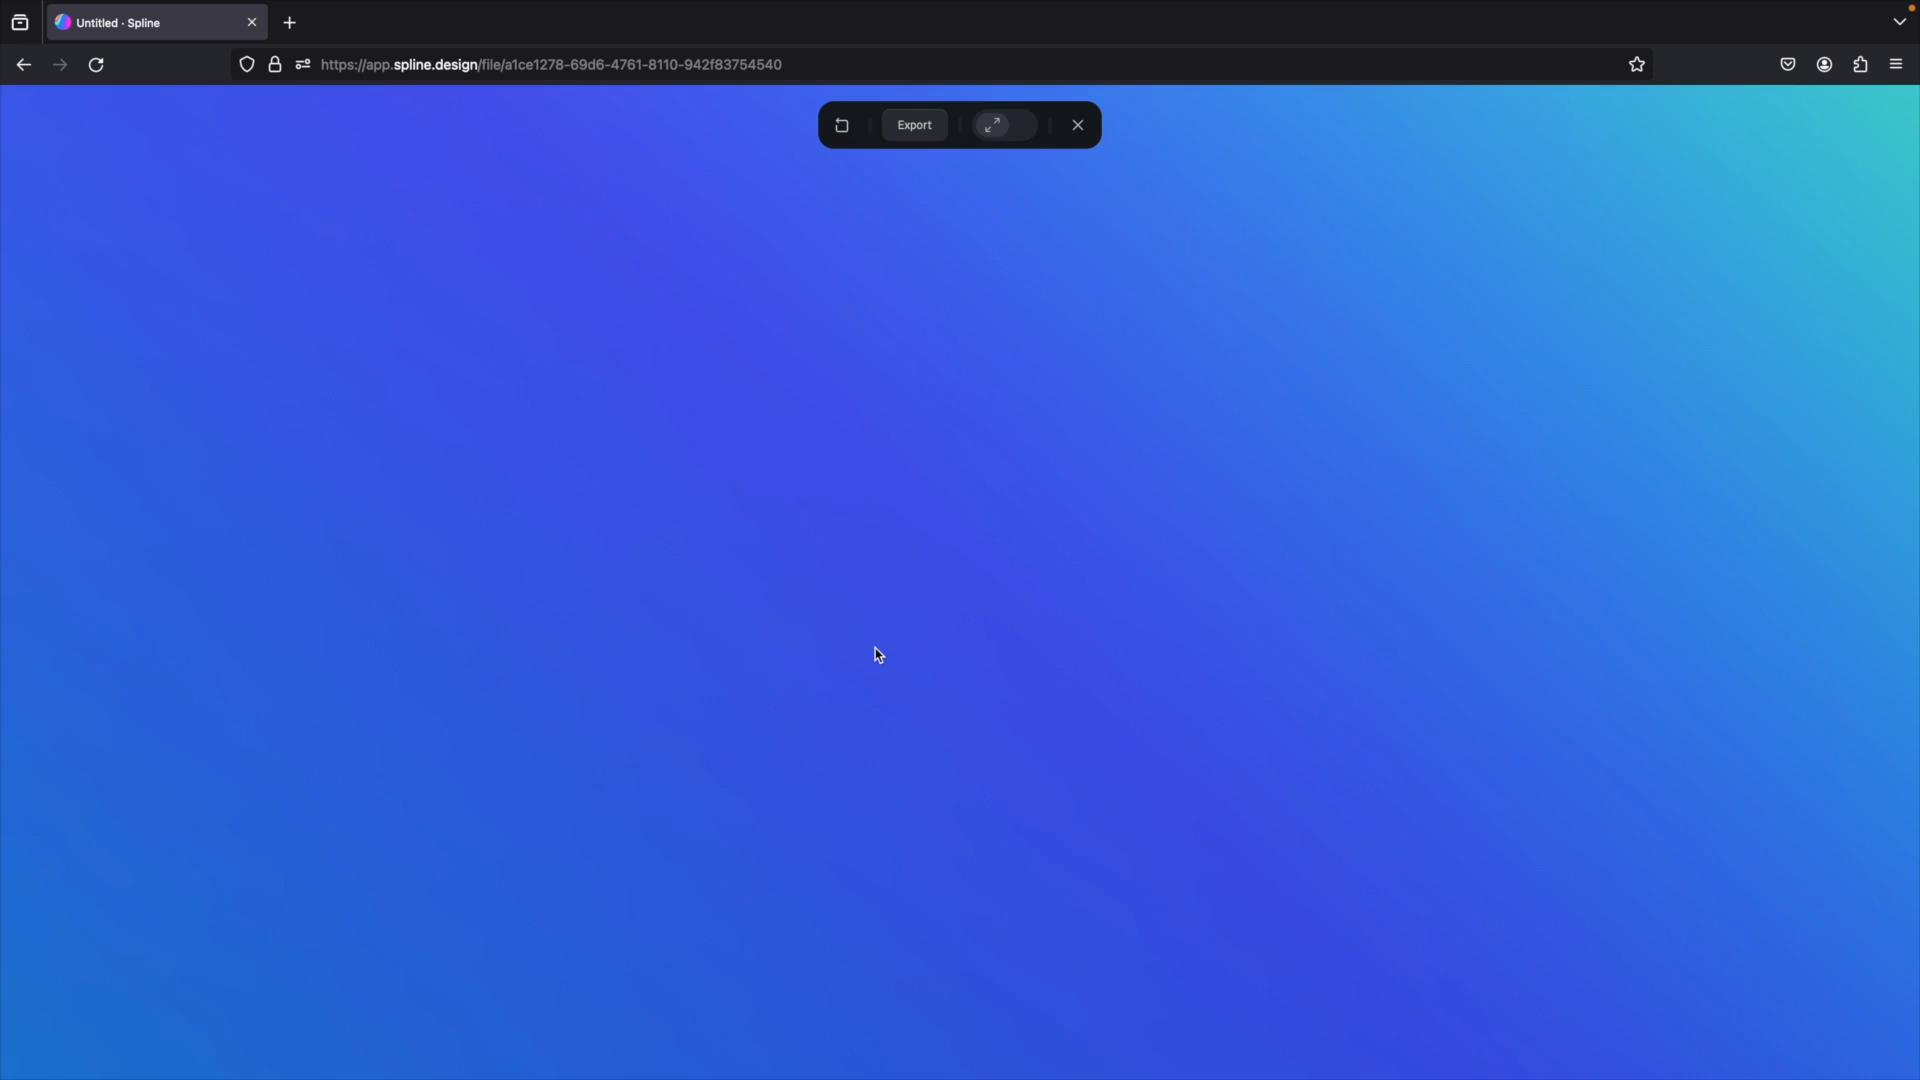 Untitled · Spline
https://app.spline.design/file/a1ce1278-69d6-4761-8110-942f83754540
Export